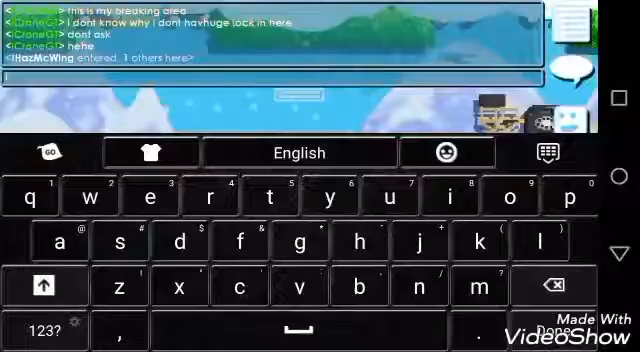 <iCraneGT> this is my breaking area
<iCraneGT> I dont know why I dont havhuge lock in here
<iCraneGT> dont ask
<iCraneGT> hehe
<IHazMcWing entered, 1 others here>
GO
English
q 1 w 2 e 3 r 4 t 5 y 6 u 7 i 8 o 9 p 0
a @ s # d $ f & g * h - j + k ( l )
z ! x " c ' v : b ; n / m ?
123? , . Done
Made With
VideoShow